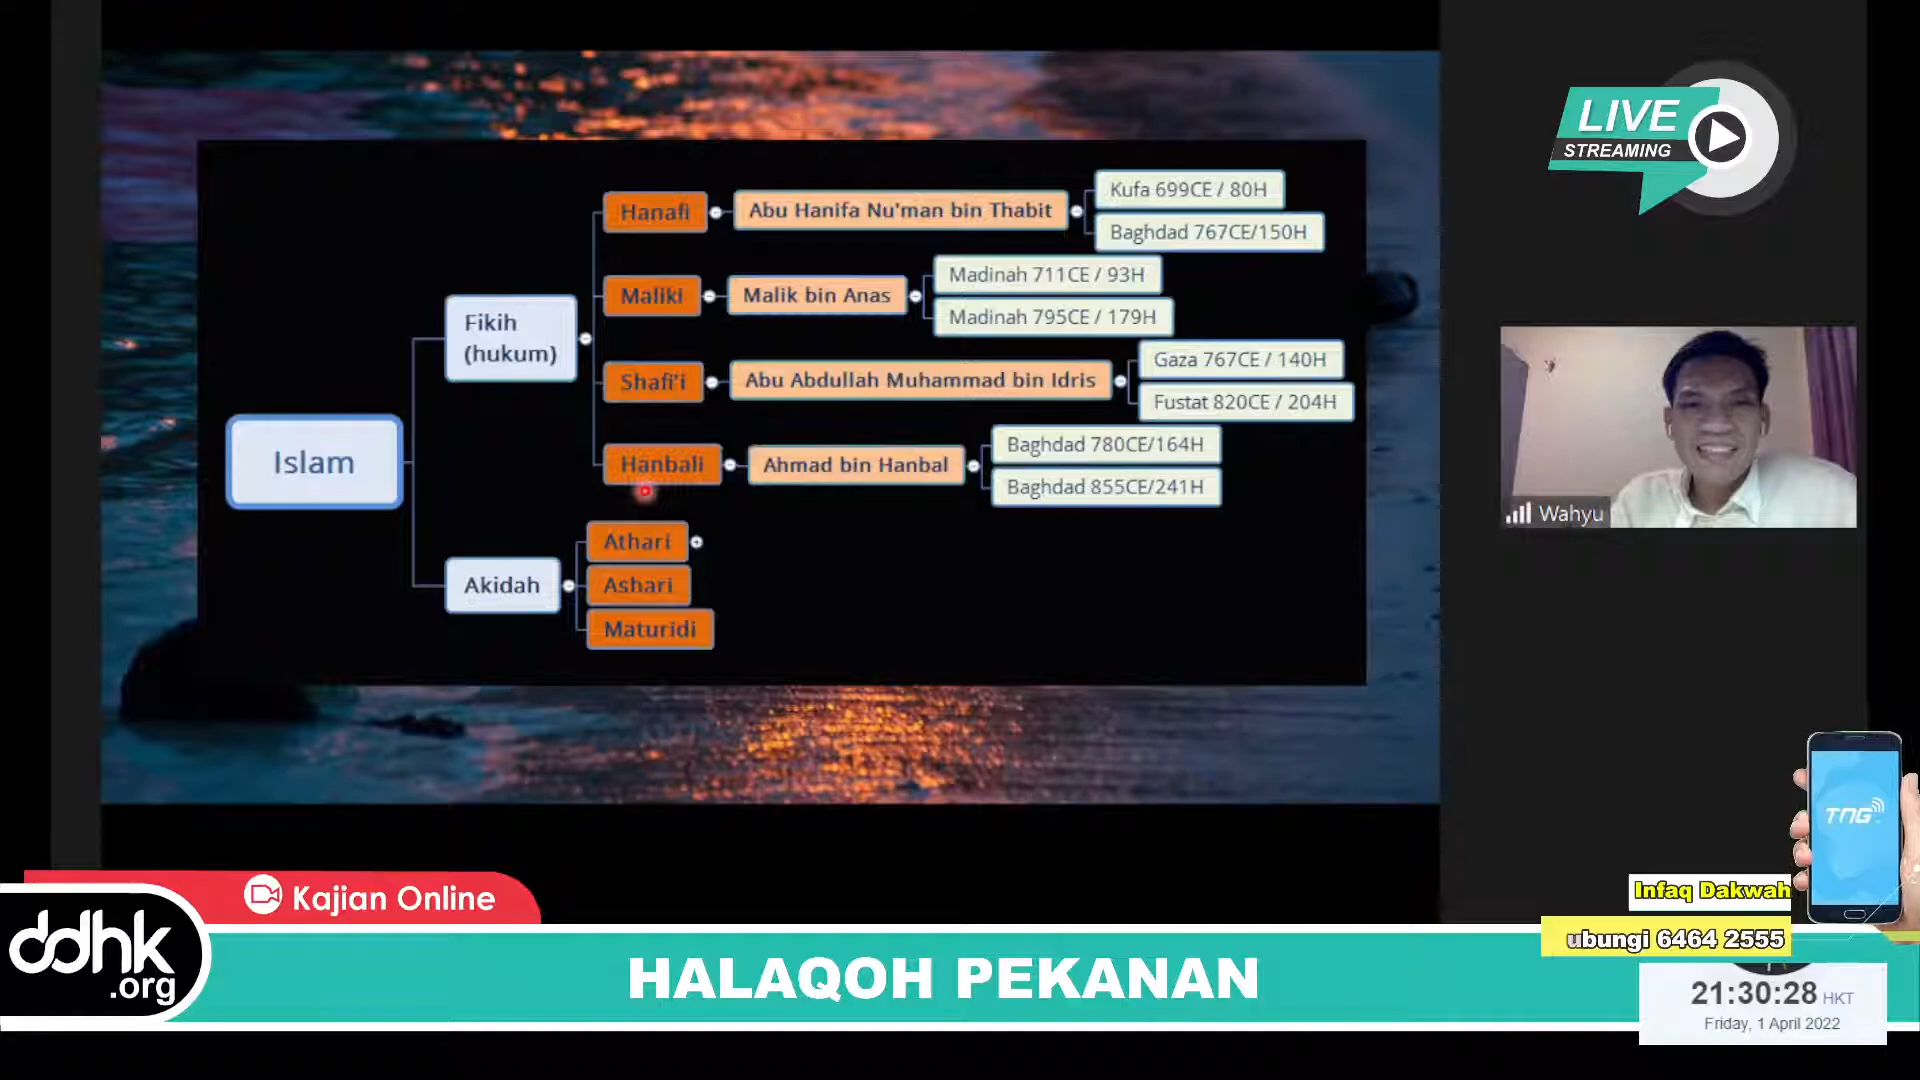 LIVE
STREAMING
Islam
Fikih
(hukum)
Hanafi
Abu Hanifa Nu'man bin Thabit
Kufa 699CE / 80H
Baghdad 767CE/150H
Maliki
Malik bin Anas
Madinah 711CE / 93H
Madinah 795CE / 179H
Shafi'i
Abu Abdullah Muhammad bin Idris
Gaza 767CE / 140H
Fustat 820CE / 204H
Hanbali
Ahmad bin Hanbal
Baghdad 780CE/164H
Baghdad 855CE/241H
Akidah
Athari
Ashari
Maturidi
Wahyu
TNG
Kajian Online
Infaq Dakwah
ubungi 6464 2555
ddhk
.org
HALAQOH PEKANAN
21:30:28 HKT
Friday, 1 April 2022